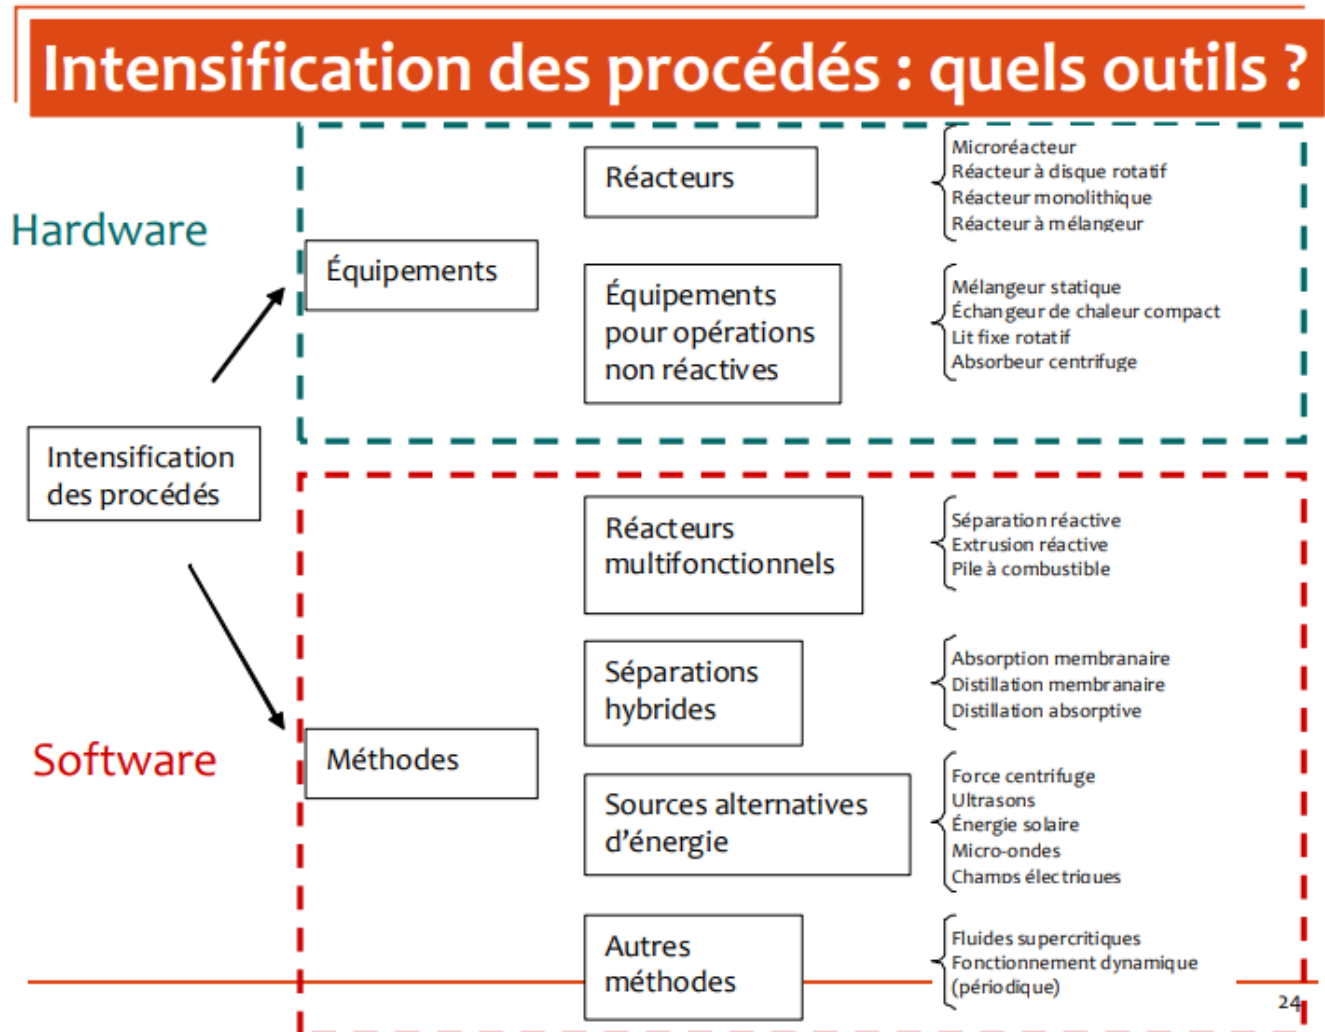 Intensification des procédés : quels outils ?
Hardware
Équipements
Réacteurs
Microréacteur
Réacteur à disque rotatif
Réacteur monolithique
Réacteur à mélangeur
Équipements
pour opérations
non réactives
Mélangeur statique
Échangeur de chaleur compact
Lit fixe rotatif
Absorbeur centrifuge
Intensification
des procédés
Software
Méthodes
Réacteurs
multifonctionnels
Séparation réactive
Extrusion réactive
Pile à combustible
Séparations
hybrides
Absorption membranaire
Distillation membranaire
Distillation absorptive
Sources alternatives
d'énergie
Force centrifuge
Ultrasons
Énergie solaire
Micro-ondes
Champs électriques
Autres
méthodes
Fluides supercritiques
Fonctionnement dynamique
(périodique)
24